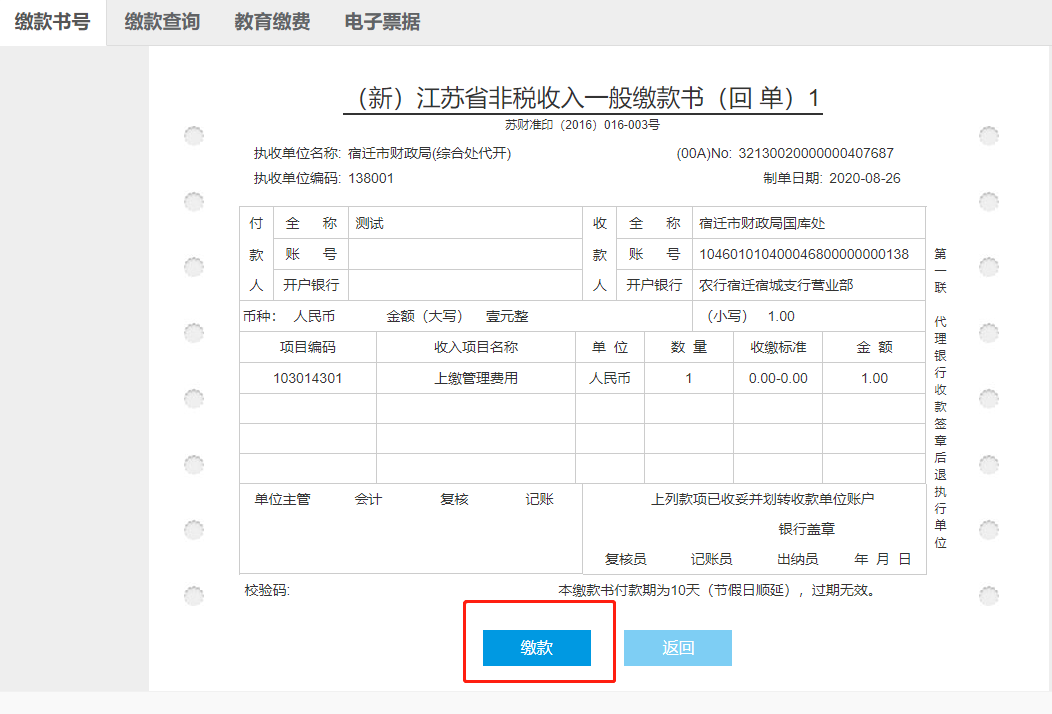 缴款书号 缴款查询 教育缴费 电子票据
（新）江苏省非税收入一般缴款书（回 单）1
苏财准印（2016）016-003号
执收单位名称: 宿迁市财政局(综合处代开) (00A)No: 32130020000000407687
执收单位编码: 138001 制单日期: 2020-08-26
付款人 全 称 测试 收款人 全 称 宿迁市财政局国库处
账 号 账 号 104601010400046800000000138
开户银行 开户银行 农行宿迁宿城支行营业部
币种: 人民币 金额（大写） 壹元整 （小写） 1.00
项目编码 收入项目名称 单 位 数 量 收缴标准 金 额
103014301 上缴管理费用 人民币 1 0.00-0.00 1.00
单位主管 会计 复核 记账 上列款项已收妥并划转收款单位账户
银行盖章
复核员 记账员 出纳员 年 月 日
第一联 代理银行收款签章后退执行单位
校验码: 本缴款书付款期为10天（节假日顺延），过期无效。
缴款 返回